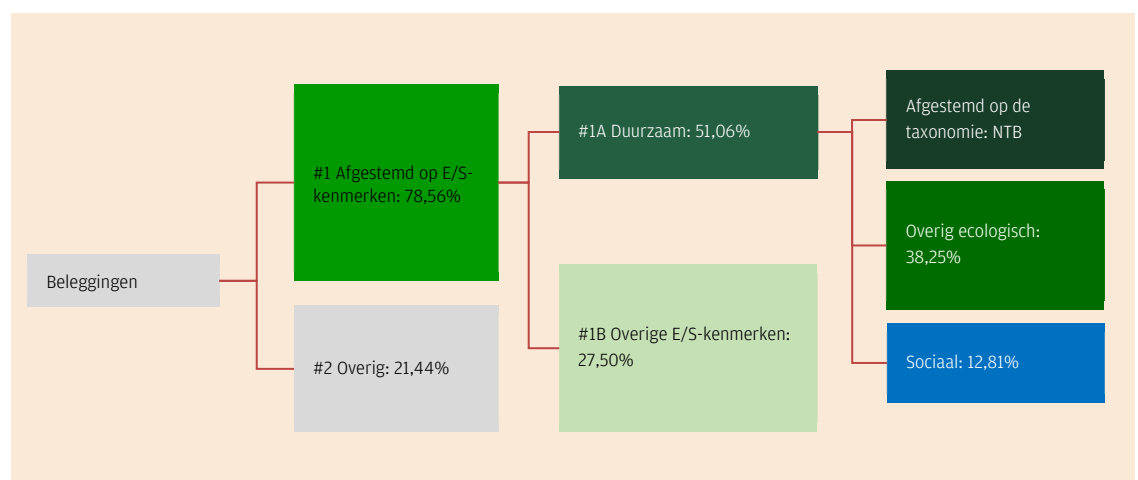 Beleggingen
#1 Afgestemd op E/S-
kenmerken: 78,56%
#2 Overig: 21,44%
#1A Duurzaam: 51,06%
#1B Overige E/S-kenmerken:
27,50%
Afgestemd op de
taxonomie: NTB
Overig ecologisch:
38,25%
Sociaal: 12,81%